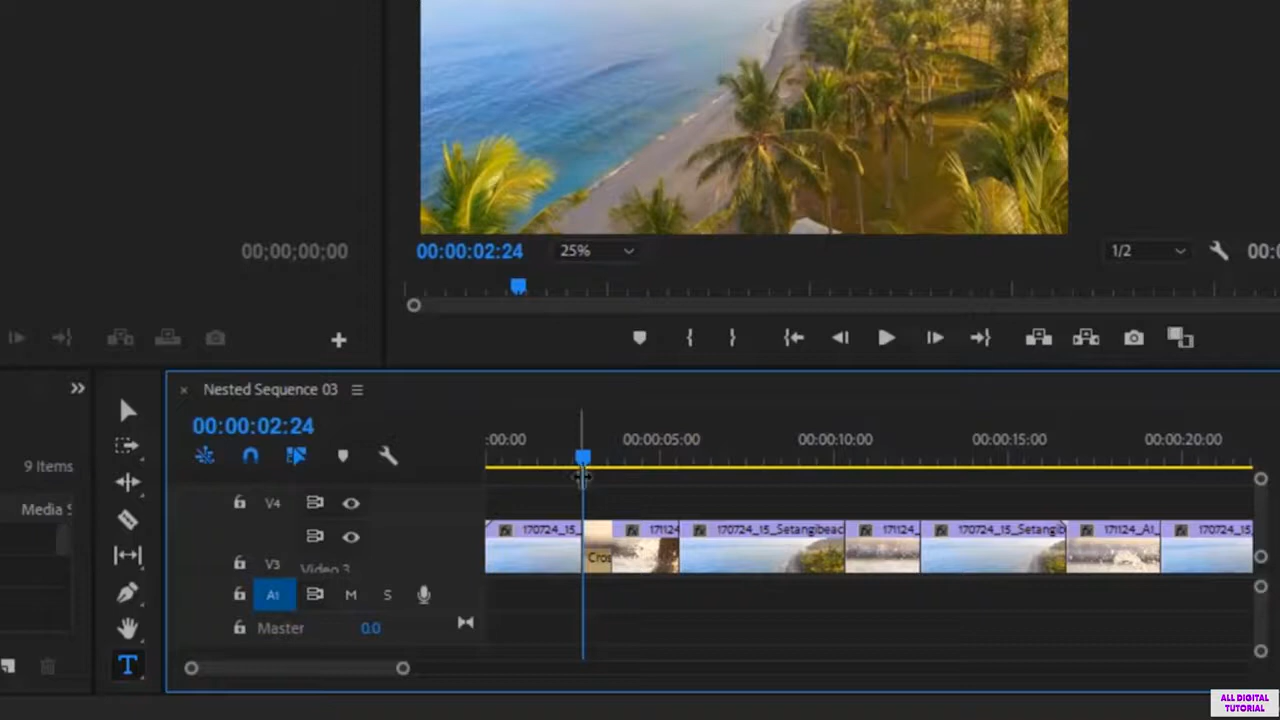 00:00:02:24
25%
1/2
00:0
00;00;00;00
Nested Sequence 03
00:00:02:24
:00:00
00:00:05:00
00:00:10:00
00:00:15:00
00:00:20:00
9 Items
Media
V4
170724_15_
171124
170724_15_Setangibeac
171124_
170724_15_Setangib
171124_A1_
170724_15
Cros
V3
Video 3
A1
M
S
Master
0.0
T
ALL DIGITAL
TUTORIAL